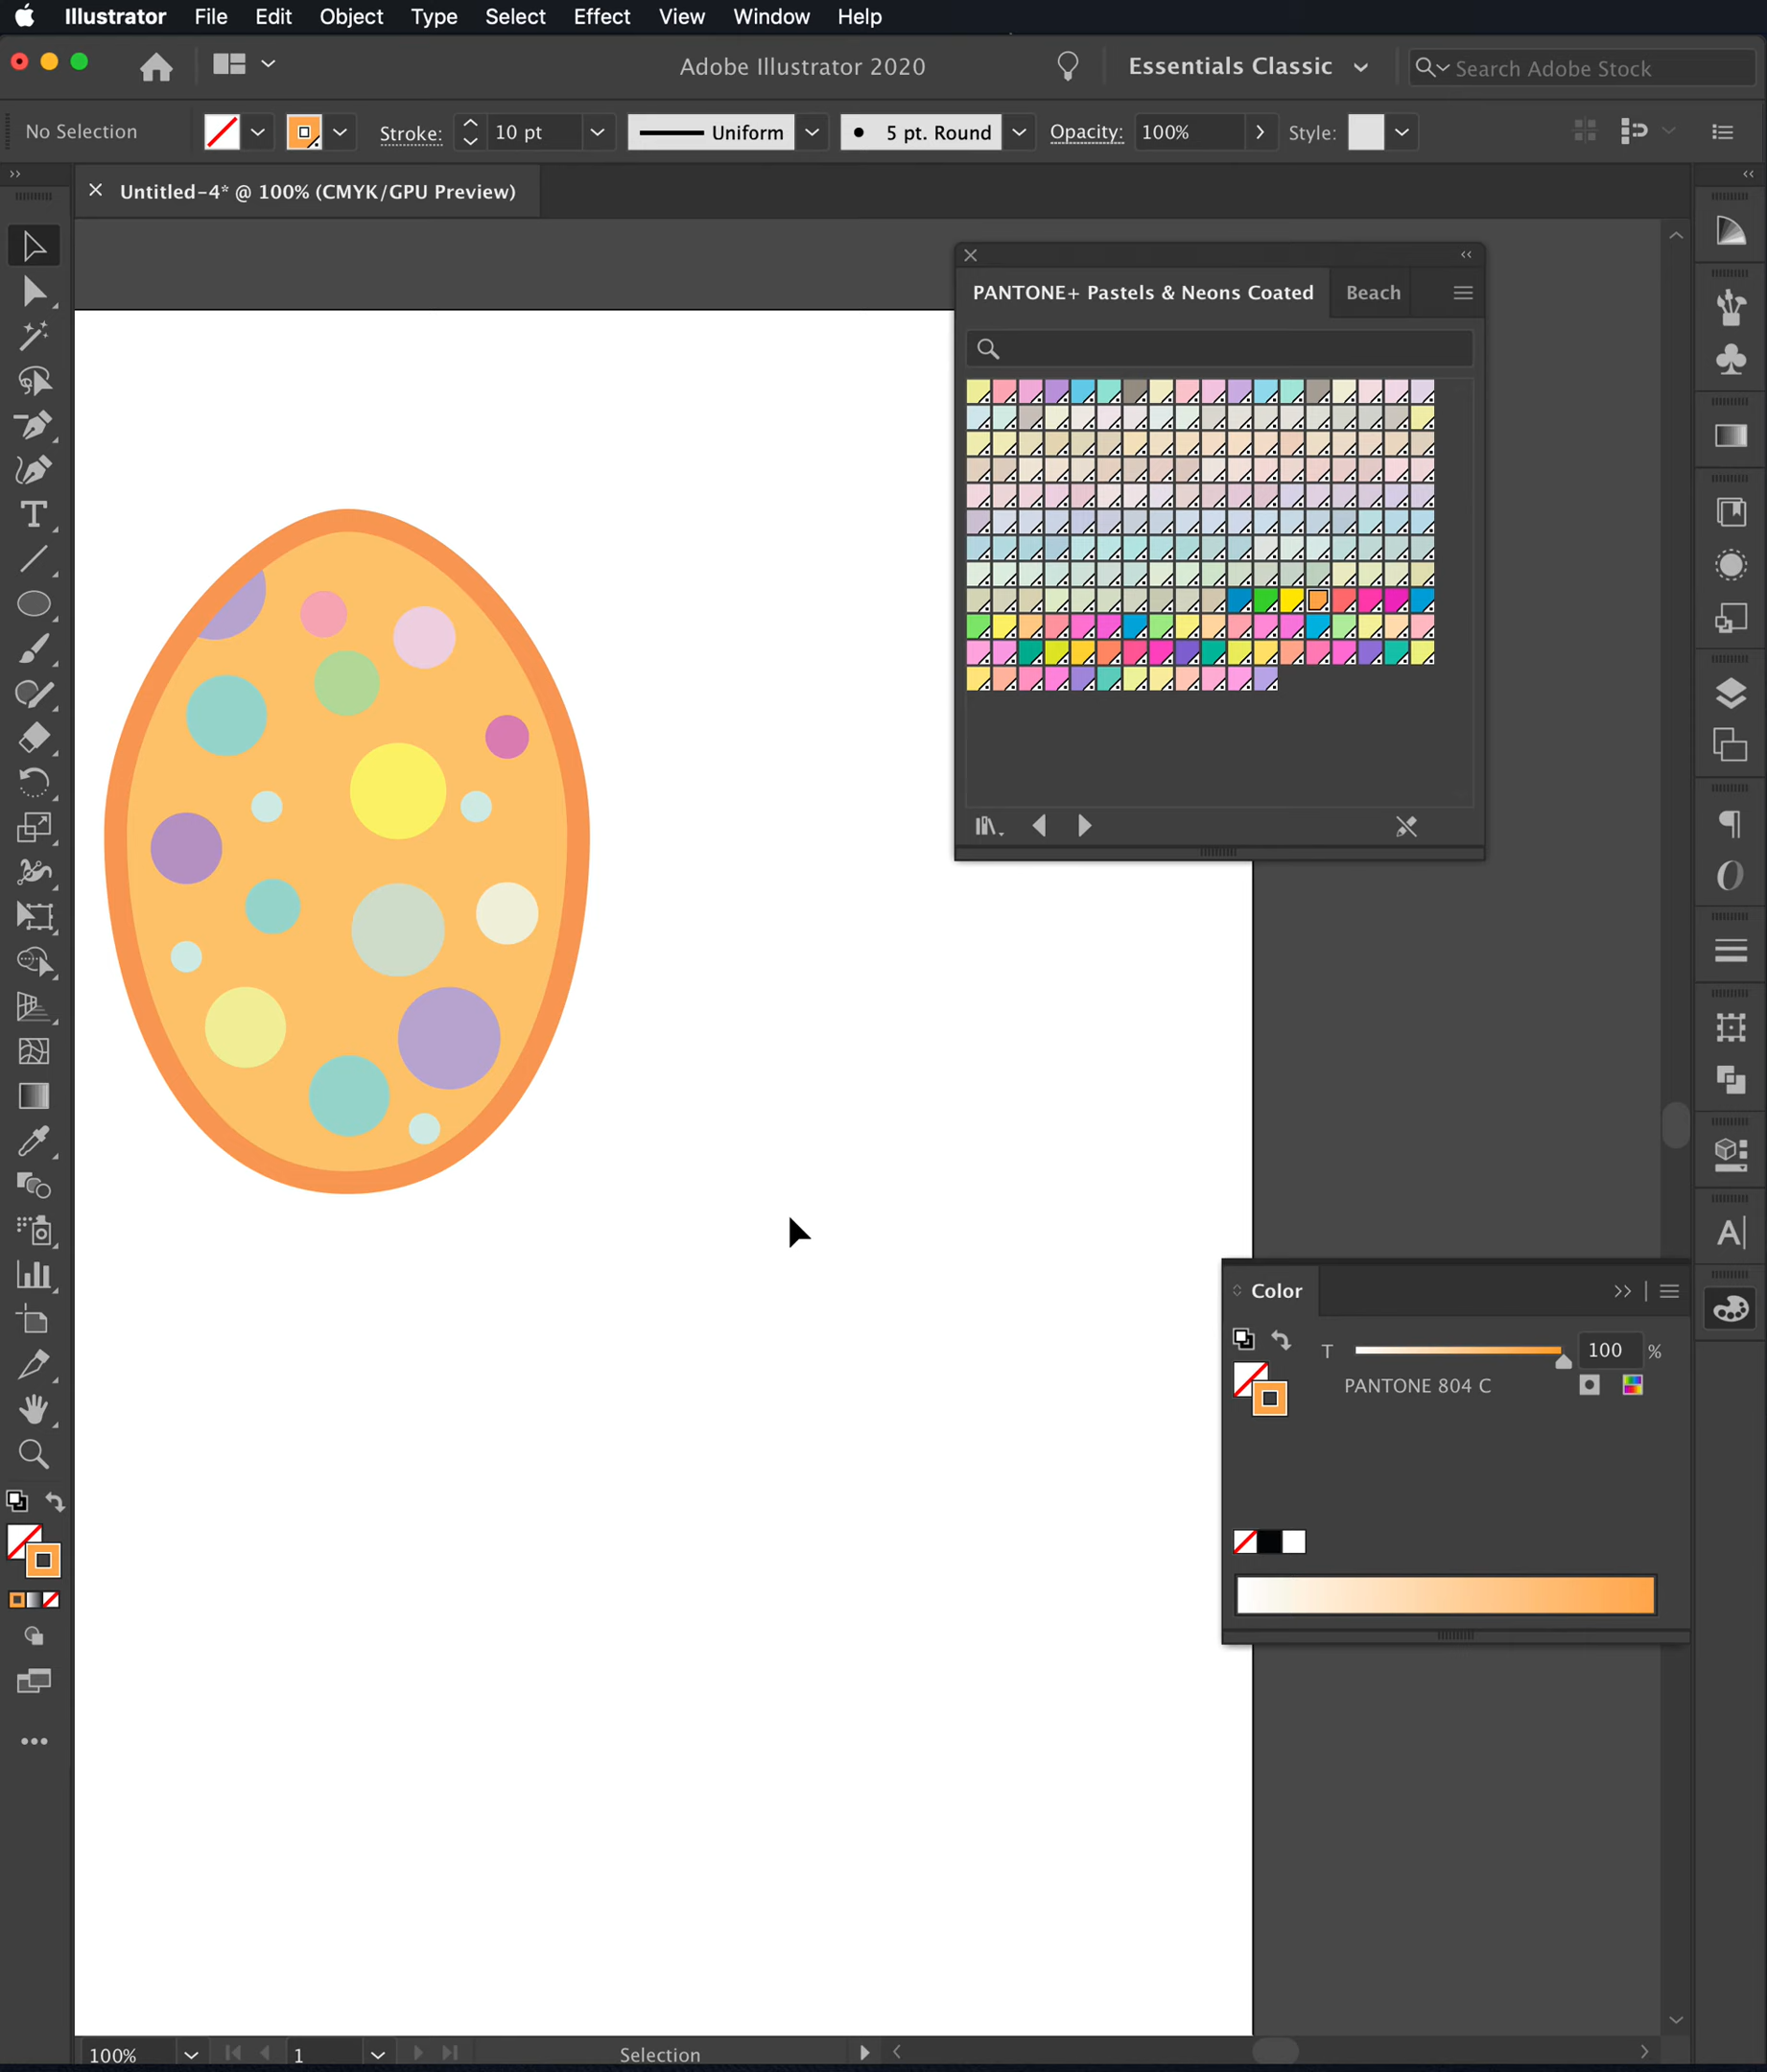 Illustrator File Edit Object Type Select Effect View Window Help
Adobe Illustrator 2020 Essentials Classic Search Adobe Stock
No Selection Stroke: 10 pt Uniform 5 pt. Round Opacity: 100% Style:
Untitled-4* @ 100% (CMYK/GPU Preview)
PANTONE+ Pastels & Neons Coated Beach
Color
T 100 %
PANTONE 804 C
100% 1 Selection